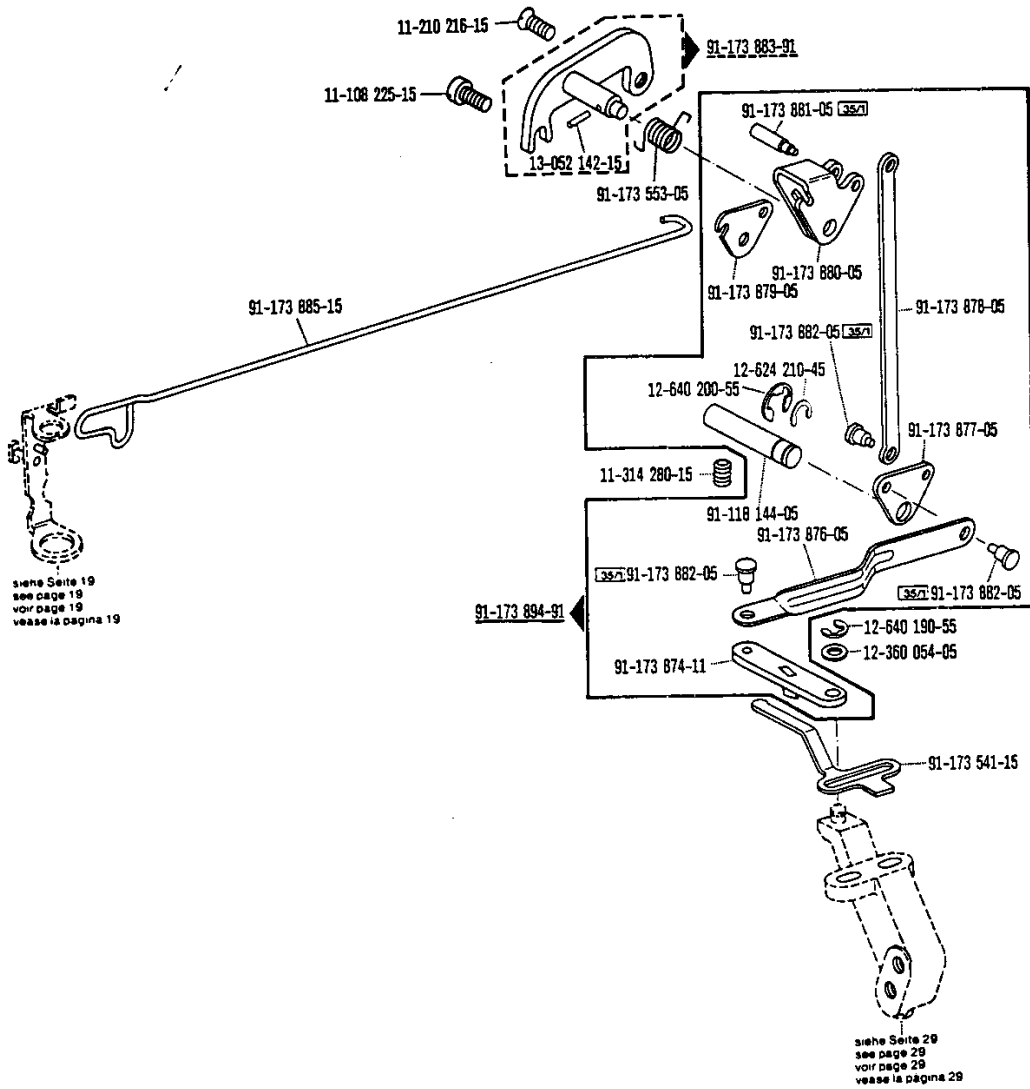 11-210 216-15
91-173 883-91
11-108 225-15
91-173 881-05 35/1
13-052 142-15
91-173 553-05
91-173 880-05
91-173 879-05
91-173 885-15
91-173 878-05
91-173 882-05 35/1
12-624 210-45
12-640 200-55
91-173 877-05
11-314 280-15
91-118 144-05
91-173 876-05
35/1 91-173 882-05
35/1 91-173 882-05
siehe Seite 19
see page 19
voir page 19
vease la pagina 19
91-173 894-91
12-640 190-55
12-360 054-05
91-173 874-11
91-173 541-15
siehe Seite 29
see page 29
voir page 29
vease la pagina 29